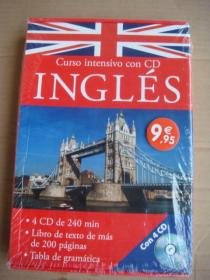 Curso intensivo con CD
INGLÉS
9€
.95
• 4 CD de 240 min
• Libro de texto de más
de 200 páginas
• Tabla de gramática
Con 4 CD